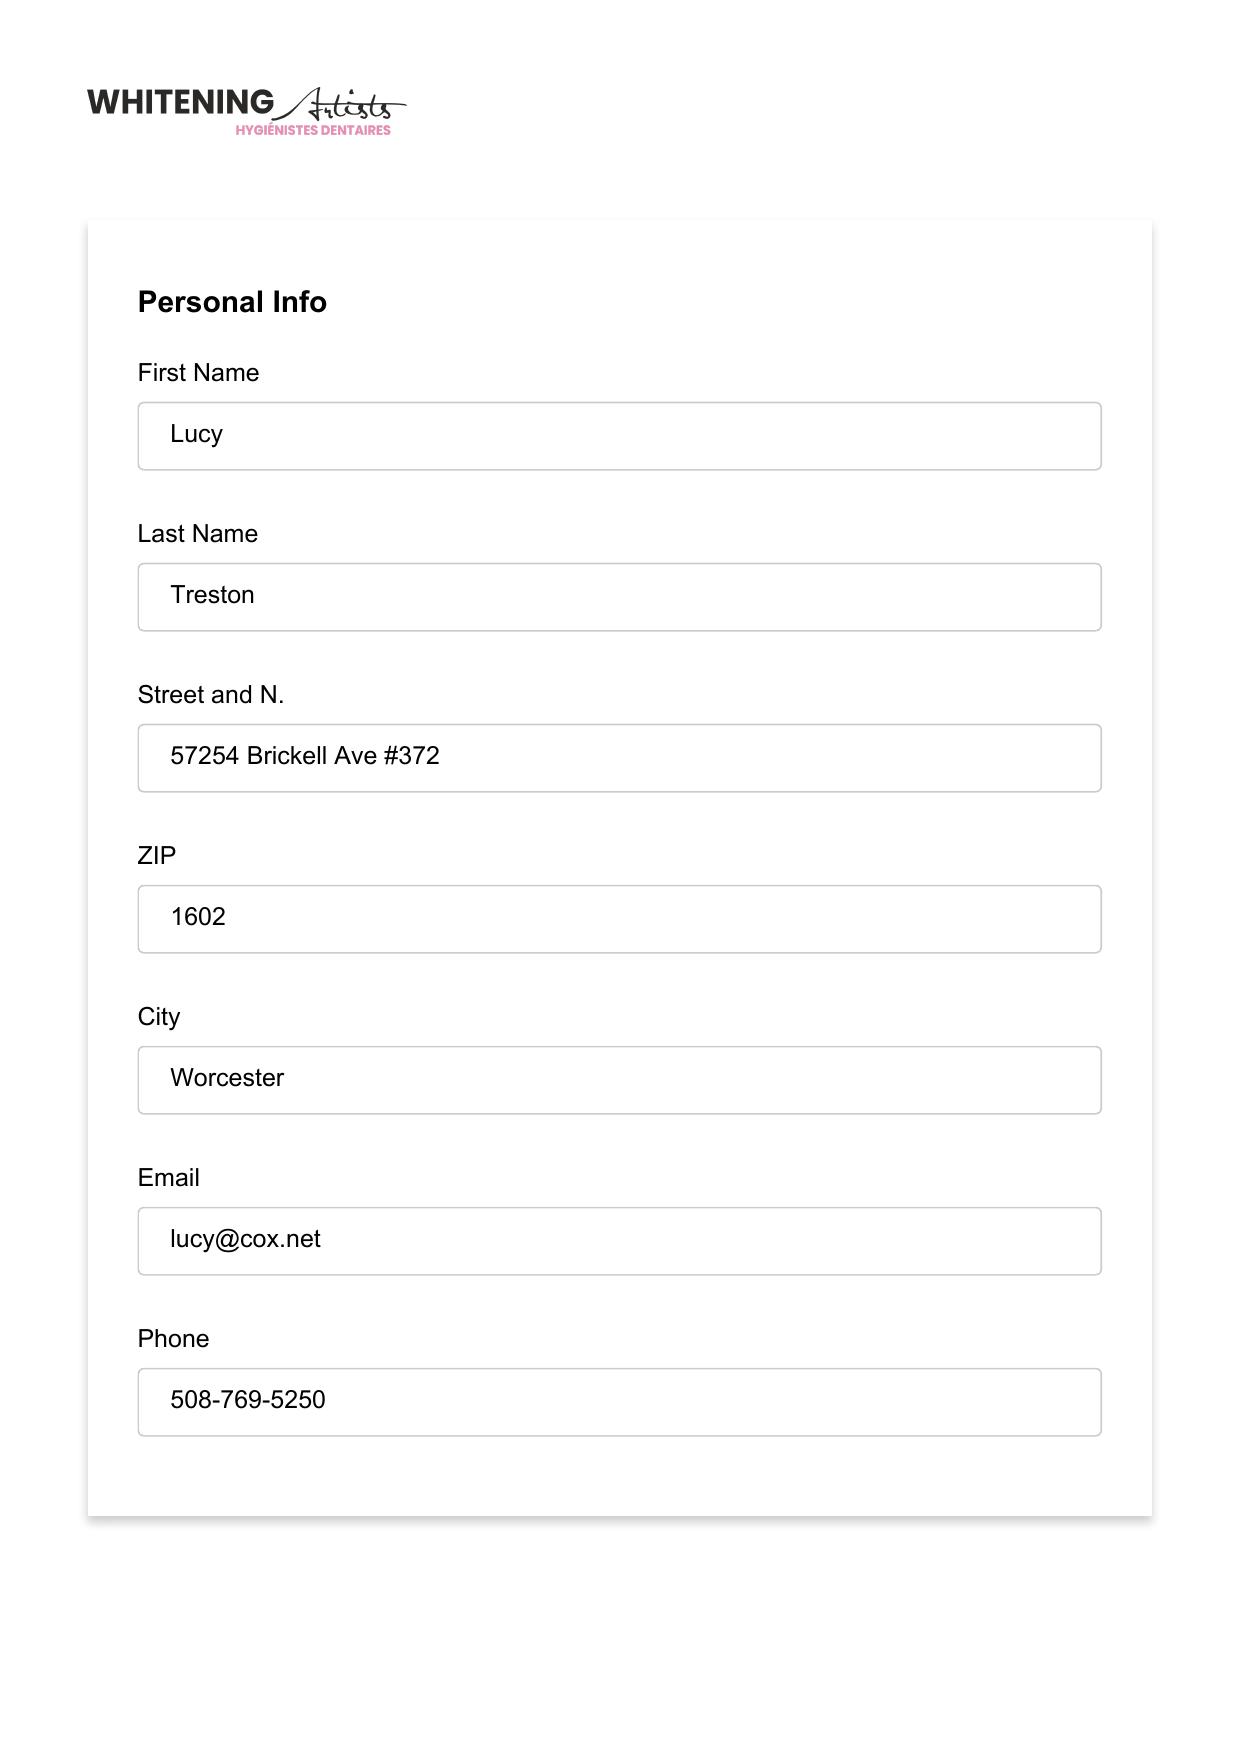 WHITENING Artists
HYGIÉNISTES DENTAIRES
Personal Info
First Name
Lucy
Last Name
Treston
Street and N.
57254 Brickell Ave #372
ZIP
1602
City
Worcester
Email
lucy@cox.net
Phone
508-769-5250